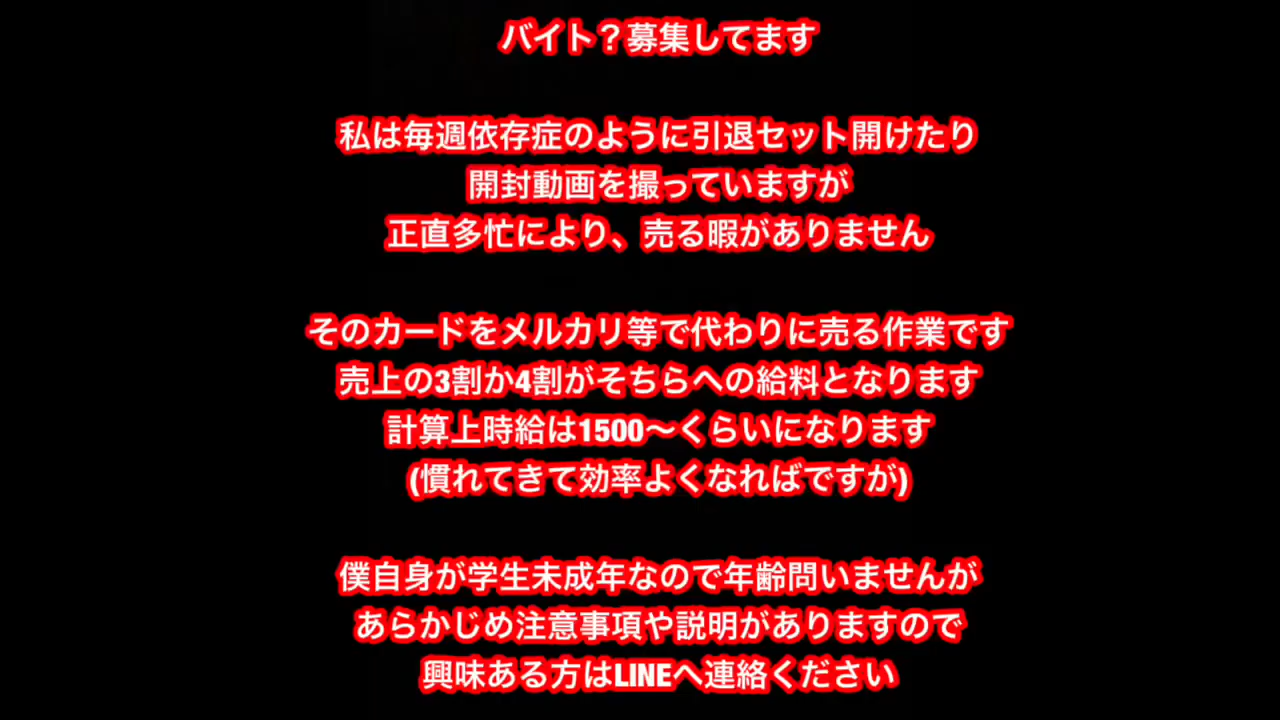 バイト？募集してます
私は毎週依存症のように引退セット開けたり
開封動画を撮っていますが
正直多忙により、売る暇がありません
そのカードをメルカリ等で代わりに売る作業です
売上の3割か4割がそちらへの給料となります
計算上時給は1500〜くらいになります
(慣れてきて効率よくなればですが)
僕自身が学生未成年なので年齢問いませんが
あらかじめ注意事項や説明がありますので
興味ある方はLINEへ連絡ください